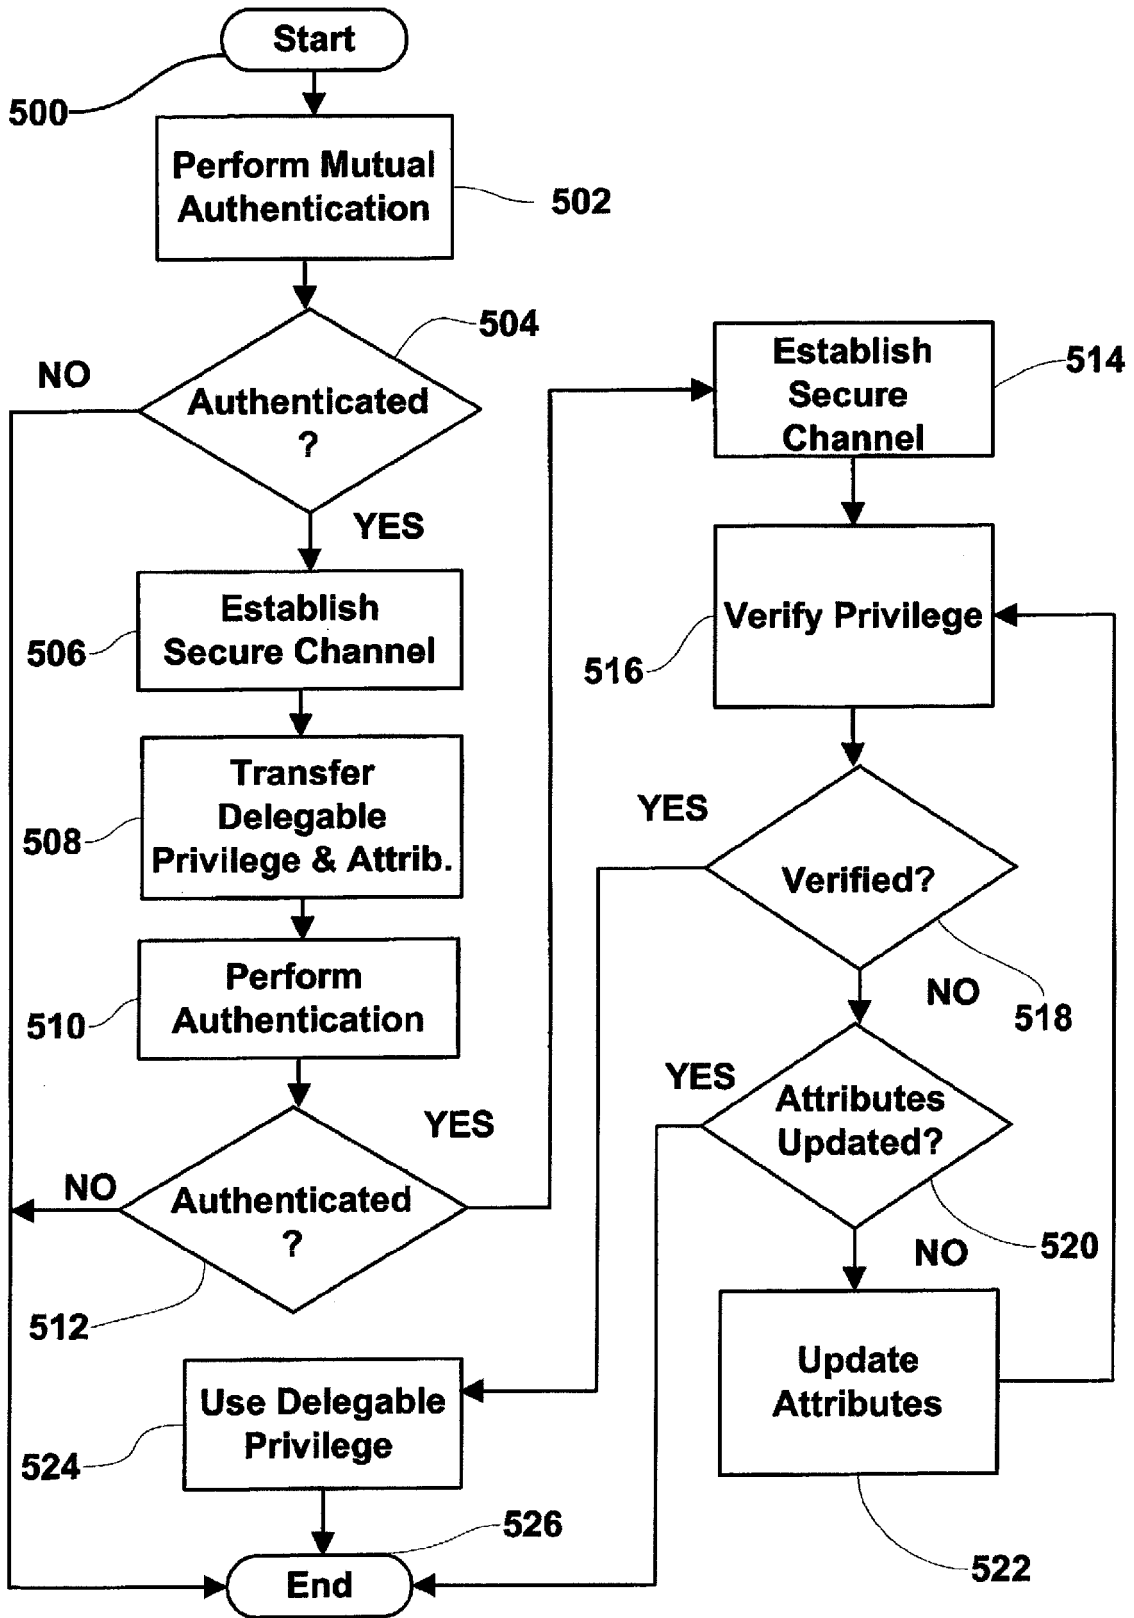 Start
500
Perform Mutual
Authentication
502
504
NO
Authenticated
?
YES
Establish
Secure Channel
506
Transfer
Delegable
Privilege & Attrib.
508
Perform
Authentication
510
YES
NO
Authenticated
?
512
Establish
Secure
Channel
514
Verify Privilege
516
YES
Verified?
NO
518
YES
Attributes
Updated?
NO
520
Update
Attributes
522
Use Delegable
Privilege
524
526
End